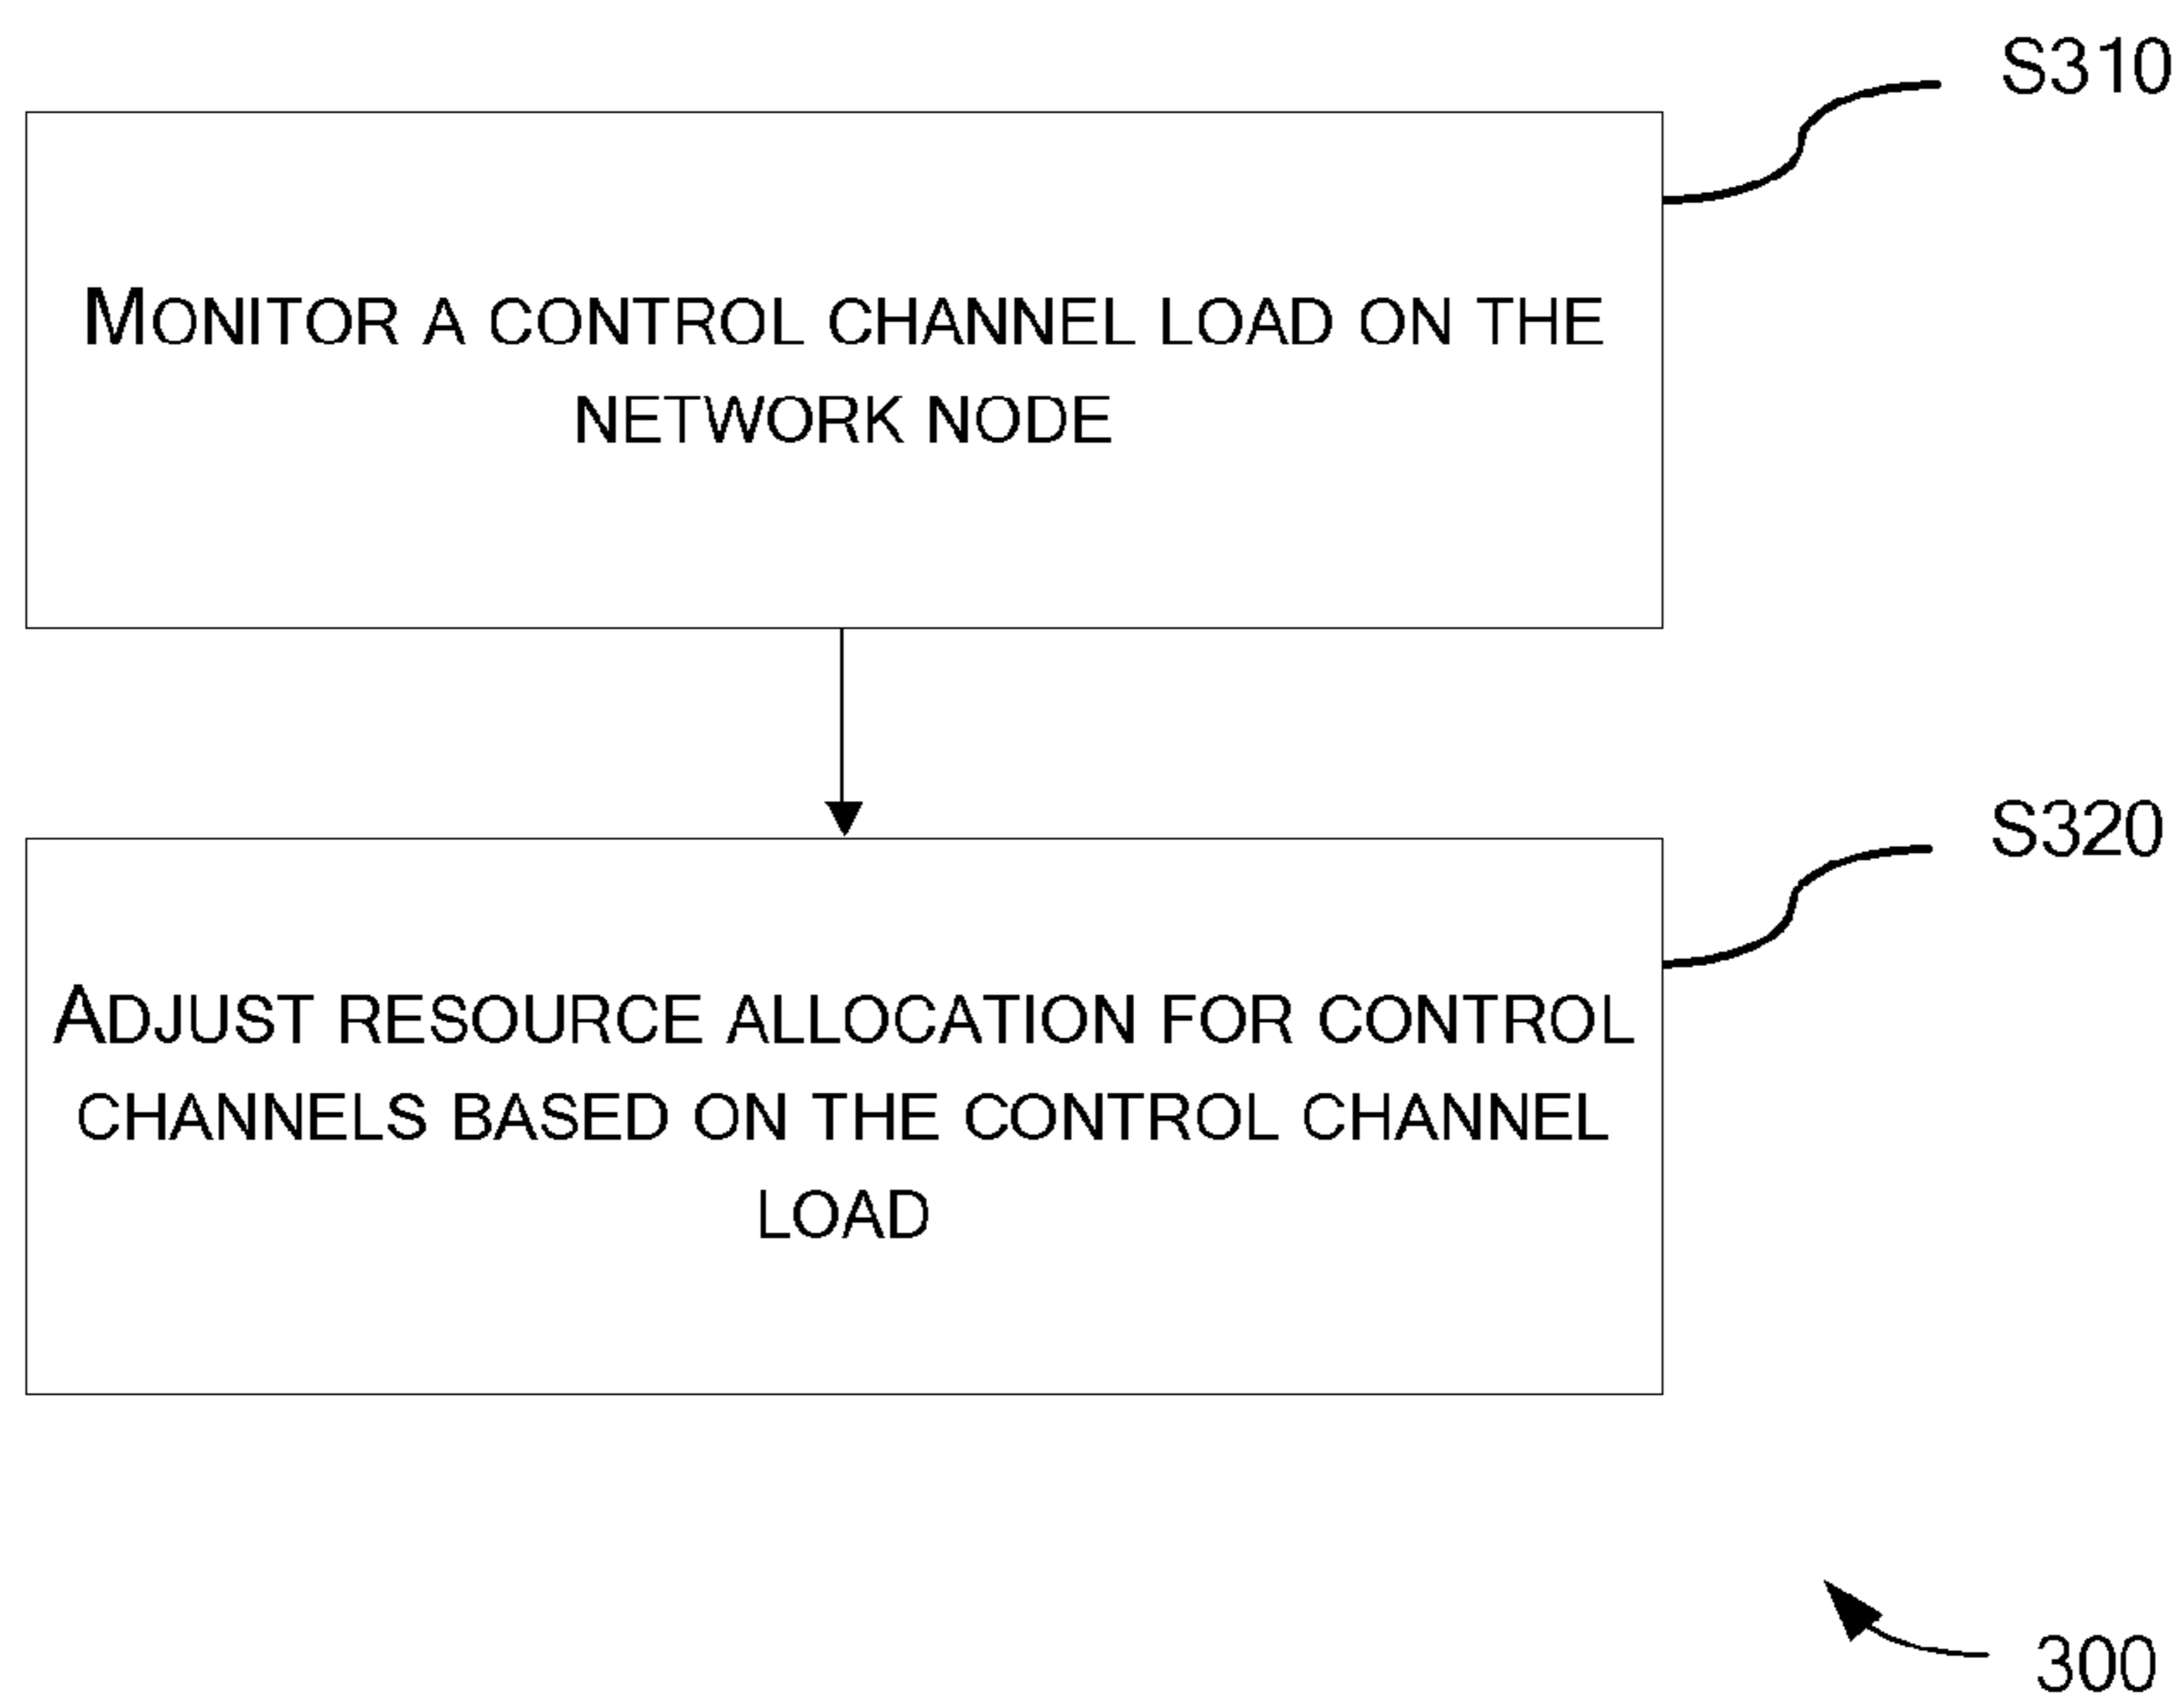 S310
MONITOR A CONTROL CHANNEL LOAD ON THE
NETWORK NODE
S320
ADJUST RESOURCE ALLOCATION FOR CONTROL
CHANNELS BASED ON THE CONTROL CHANNEL
LOAD
300